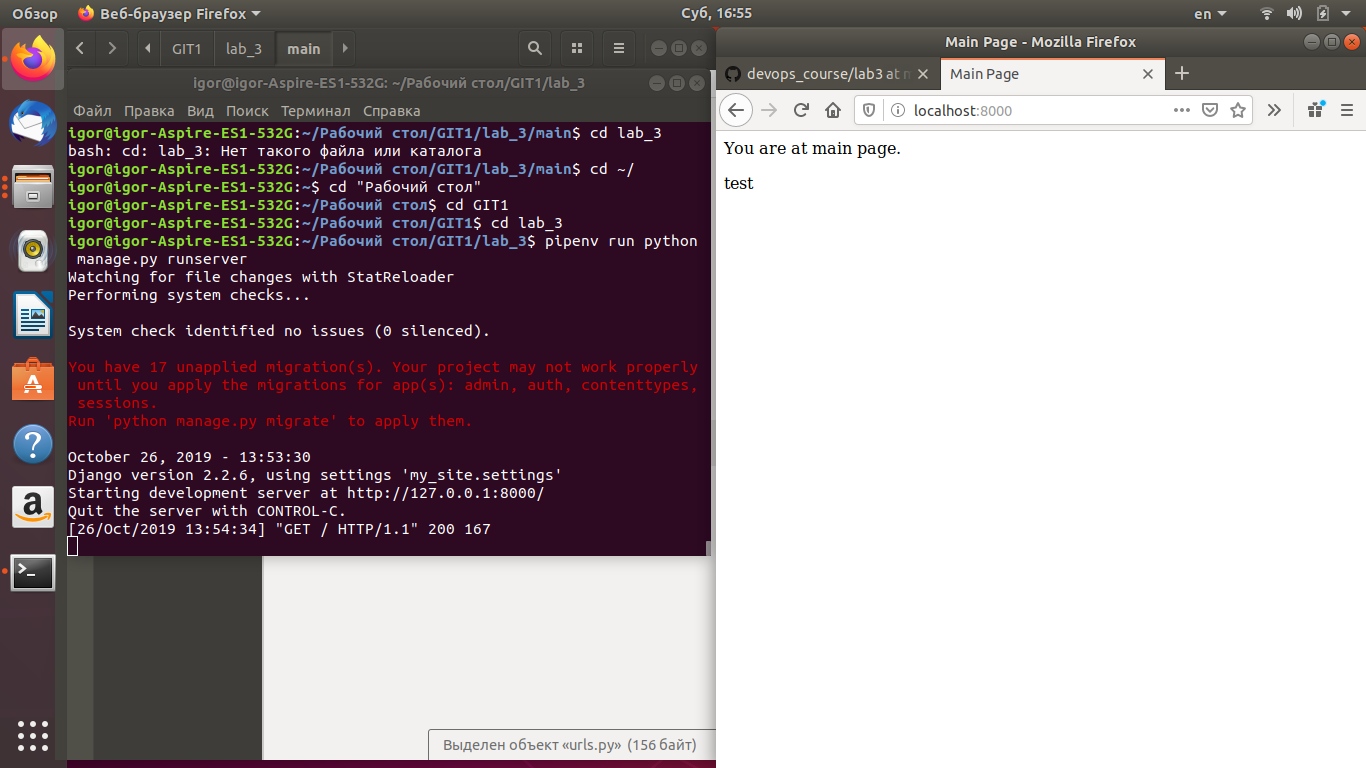 Обзор
Веб-браузер Firefox
Суб, 16:55
en
GIT1
lab_3
main
igor@igor-Aspire-ES1-532G: ~/Рабочий стол/GIT1/lab_3
Файл Правка Вид Поиск Терминал Справка
igor@igor-Aspire-ES1-532G:~/Рабочий стол/GIT1/lab_3/main$ cd lab_3
bash: cd: lab_3: Нет такого файла или каталога
igor@igor-Aspire-ES1-532G:~/Рабочий стол/GIT1/lab_3/main$ cd ~/
igor@igor-Aspire-ES1-532G:~$ cd "Рабочий стол"
igor@igor-Aspire-ES1-532G:~/Рабочий стол$ cd GIT1
igor@igor-Aspire-ES1-532G:~/Рабочий стол/GIT1$ cd lab_3
igor@igor-Aspire-ES1-532G:~/Рабочий стол/GIT1/lab_3$ pipenv run python
manage.py runserver
Watching for file changes with StatReloader
Performing system checks...
System check identified no issues (0 silenced).
You have 17 unapplied migration(s). Your project may not work properly
until you apply the migrations for app(s): admin, auth, contenttypes,
sessions.
Run 'python manage.py migrate' to apply them.
October 26, 2019 - 13:53:30
Django version 2.2.6, using settings 'my_site.settings'
Starting development server at http://127.0.0.1:8000/
Quit the server with CONTROL-C.
[26/Oct/2019 13:54:34] "GET / HTTP/1.1" 200 167
Выделен объект «urls.py» (156 байт)
Main Page - Mozilla Firefox
devops_course/lab3 at
Main Page
localhost:8000
You are at main page.
test